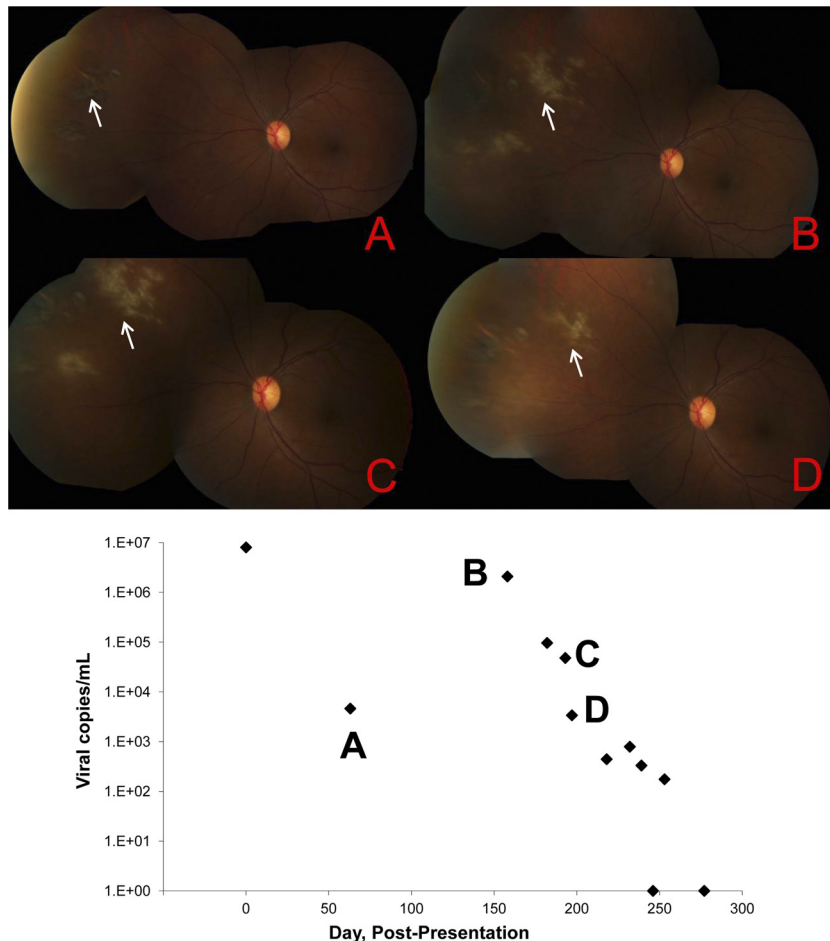 A
B
C
D
1.E+07
1.E+06
1.E+05
1.E+04
1.E+03
1.E+02
1.E+01
1.E+00
Viral copies/mL
B
C
D
A
0
50
100
150
200
250
300
Day, Post-Presentation